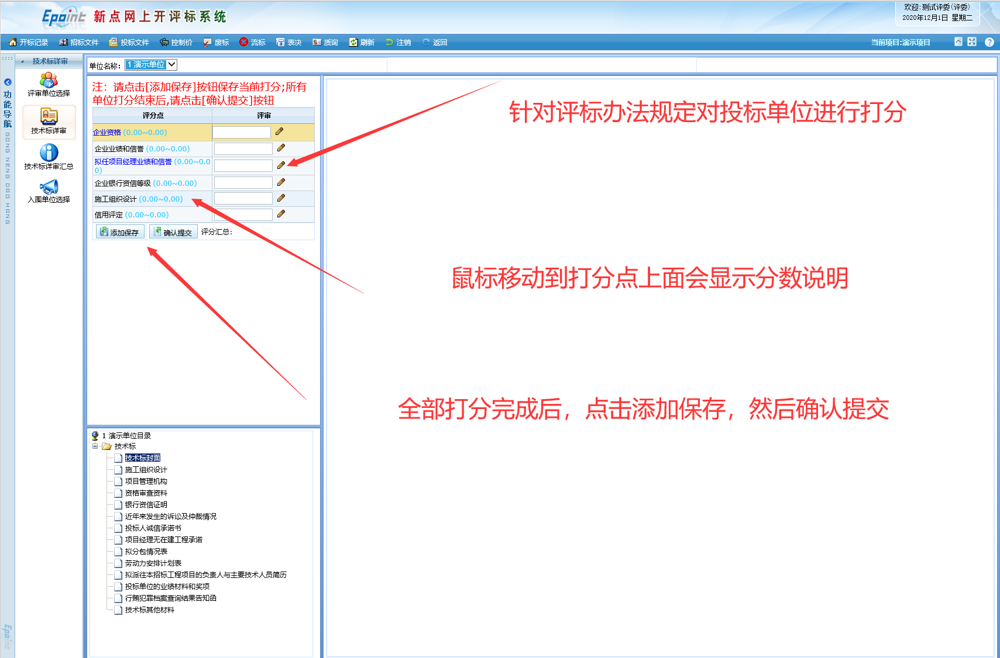 Epoint 新点网上开评标系统
欢迎:测试评委(评委)
2020年12月1日 星期二
开标记录 招标文件 投标文件 控制价 废标 流标 表决 质询 刷新 注销 返回 当前项目:演示项目
功能导航
GONG NENG DAO HANG
Epoint
技术标详审
评审单位选择
技术标详审
技术标详审汇总
入围单位选择
单位名称: 1 演示单位
注：请点击[添加保存]按钮保存当前打分;所有
单位打分结束后,请点击[确认提交]按钮
评分点 评审
企业资格 (0.00~0.00)
企业业绩和信誉 (0.00~0.00)
拟任项目经理业绩和信誉 (0.00~0.0
0)
企业银行资信等级 (0.00~0.00)
施工组织设计 (0.00~0.00)
信用评定 (0.00~0.00)
添加保存 确认提交 评分汇总:
针对评标办法规定对投标单位进行打分
鼠标移动到打分点上面会显示分数说明
全部打分完成后，点击添加保存，然后确认提交
1 演示单位目录
技术标
技术标封面
施工组织设计
项目管理机构
资格审查资料
银行资信证明
近年来发生的诉讼及仲裁情况
投标人诚信承诺书
项目经理无在建工程承诺
拟分包情况表
劳动力安排计划表
拟派往本招标工程项目的负责人与主要技术人员简历
投标单位的业绩材料和奖项
行贿犯罪档案查询结果告知函
技术标其他材料